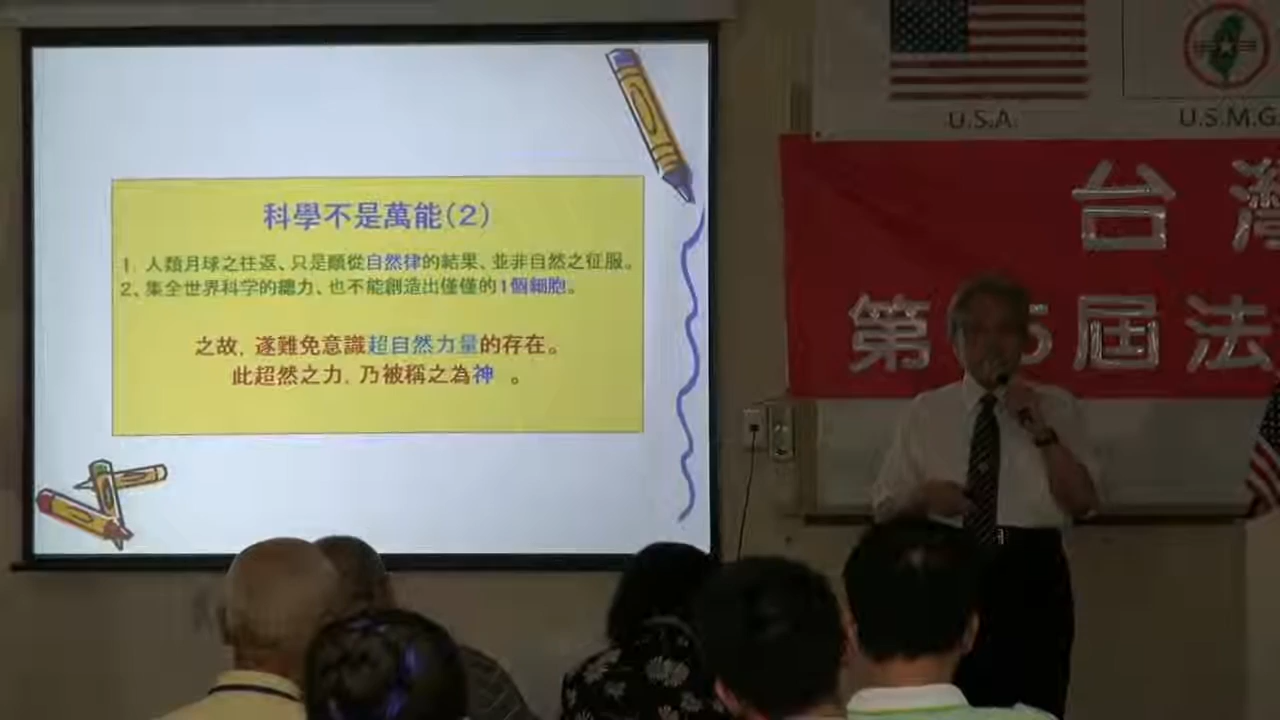 科學不是萬能(2)
1. 人類月球之往返、只是順從自然律的結果、並非自然之征服。
2、集全世界科学的總力、也不能創造出僅僅的1個細胞。
之故, 遂難免意識超自然力量的存在。
此超然之力, 乃被稱之為神 。
U.S.A.
U.S.M.G.
台灣
第 5屆法